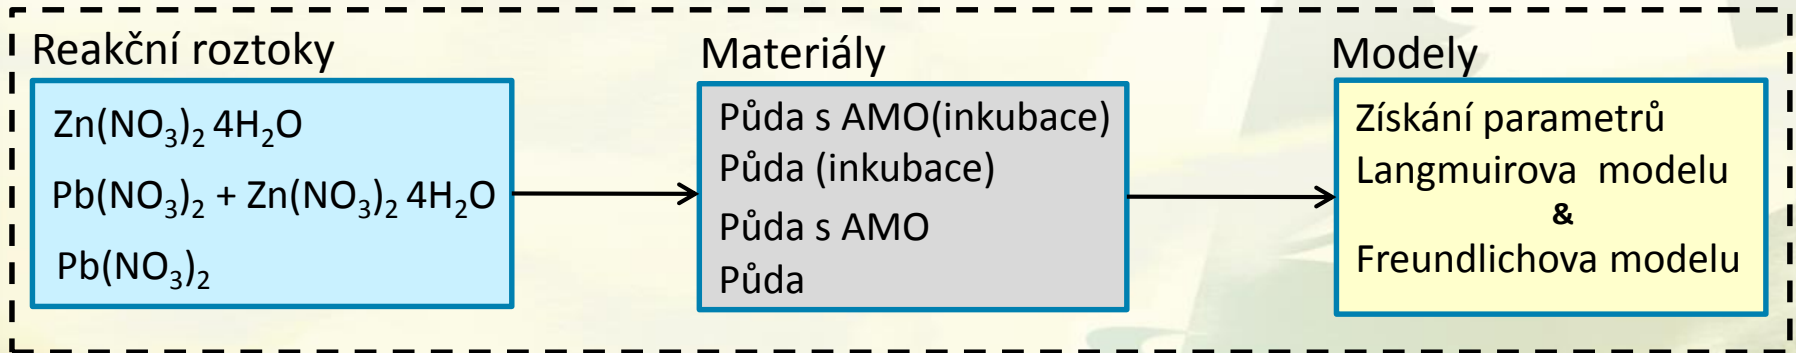 Reakční roztoky
Zn(NO₃)₂ 4H₂O
Pb(NO₃)₂ + Zn(NO₃)₂ 4H₂O
Pb(NO₃)₂
Materiály
Půda s AMO(inkubace)
Půda (inkubace)
Půda s AMO
Půda
Modely
Získání parametrů
Langmuirova modelu
&
Freundlichova modelu